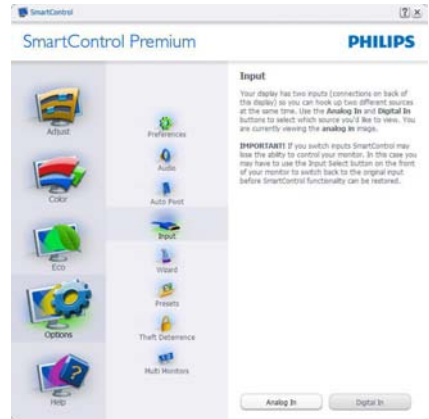 SmartControl
SmartControl Premium
PHILIPS
Adjust
Color
Eco
Options
Help
Preferences
Audio
Auto Pivot
Input
Wizard
Presets
Theft Deterrence
Multi Monitors
Input
Your display has two inputs (connections on back of
the display) so you can hook up two different sources
at the same time. Use the Analog In and Digital In
buttons to select which source you'd like to view. You
are currently viewing the analog in image.
IMPORTANT! If you switch inputs SmartControl may
lose the ability to control your monitor. In this case you
may have to use the Input Select button on the front
of your monitor to switch back to the original input
before SmartControl functionality can be restored.
Analog In
Digital In